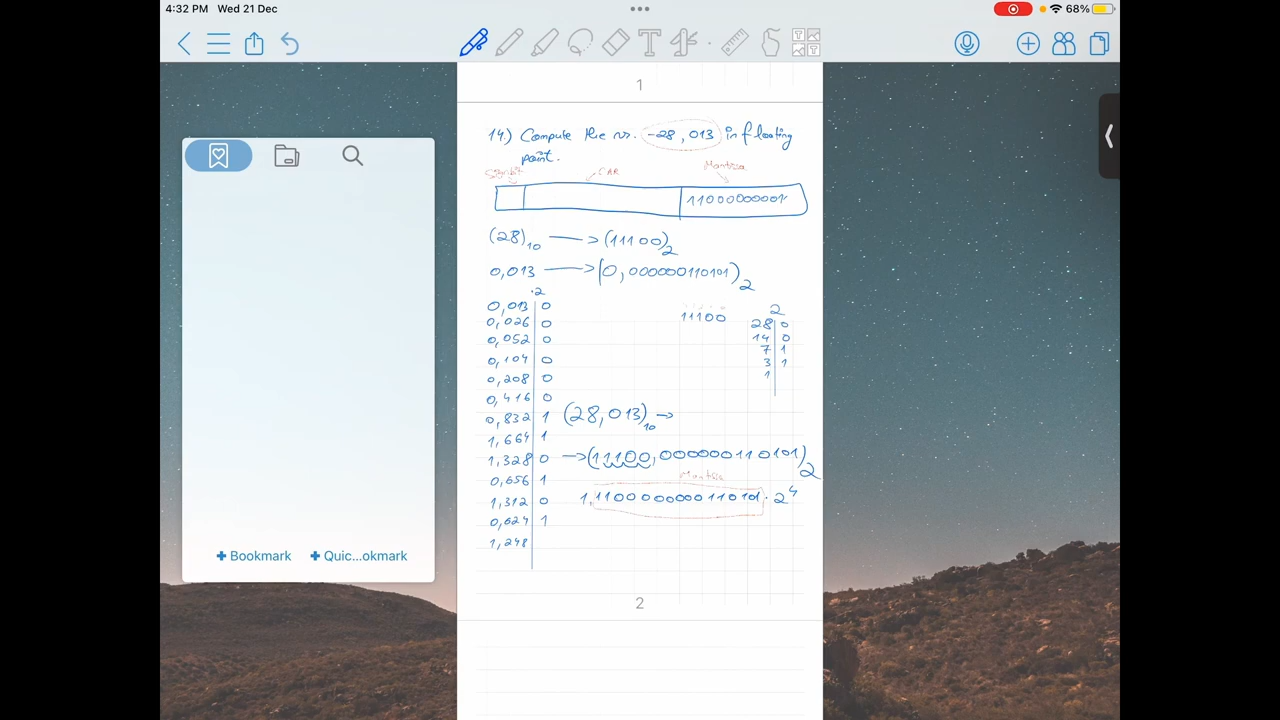 4:32 PM Wed 21 Dec
68%
1
14) Compute the nr. -28,013 in floating
point.
Signbit CAR Mantissa
11000000001
(28)10 —> (11100)2
0,013 —> (0,000000110101)2
.2
0,013 0
0,026 0
0,052 0
0,104 0
0,208 0
0,416 0
0,832 1
1,664 1
1,328 0
0,656 1
1,312 0
0,624 1
1,248
11100
2
28 0
14 0
7 1
3 1
1
(28,013)10 →
→(11100,000000110101)2
Mantissa
1,1100000000110101 · 2^4
+ Bookmark
+ Quic...okmark
2